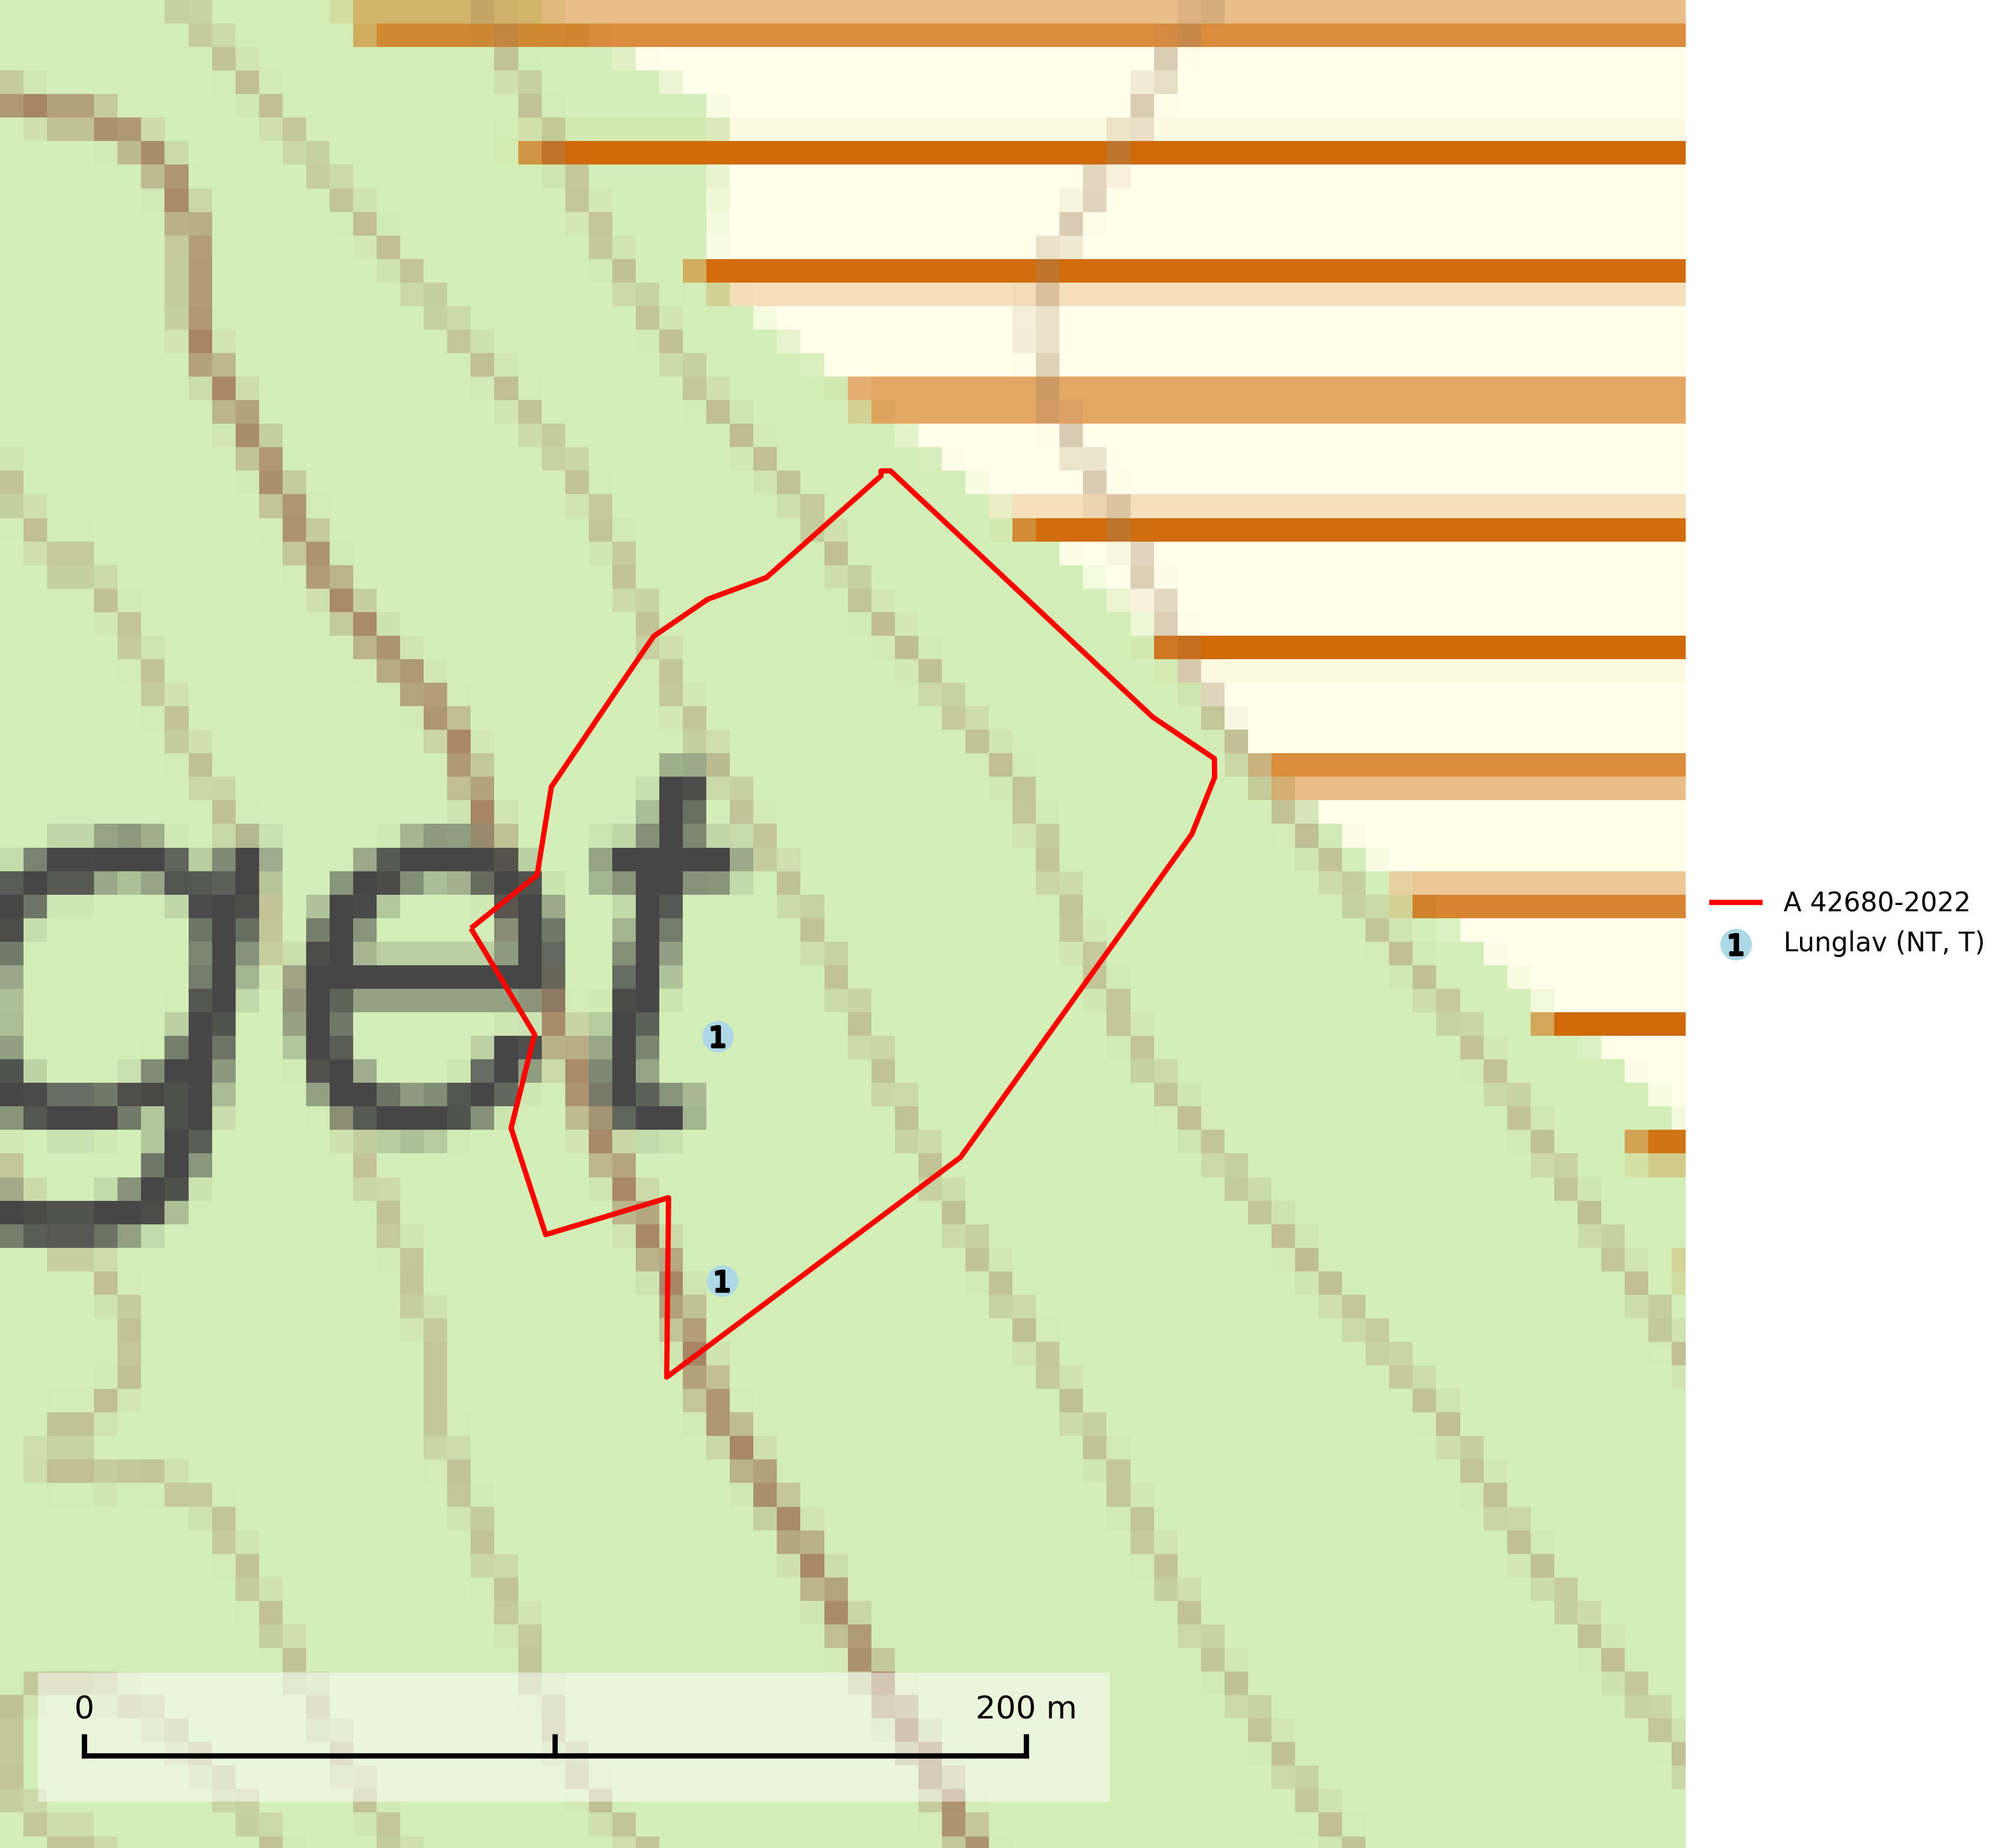 get
1
1
0 200 m
A 42680-2022
1 Lunglav (NT, T)